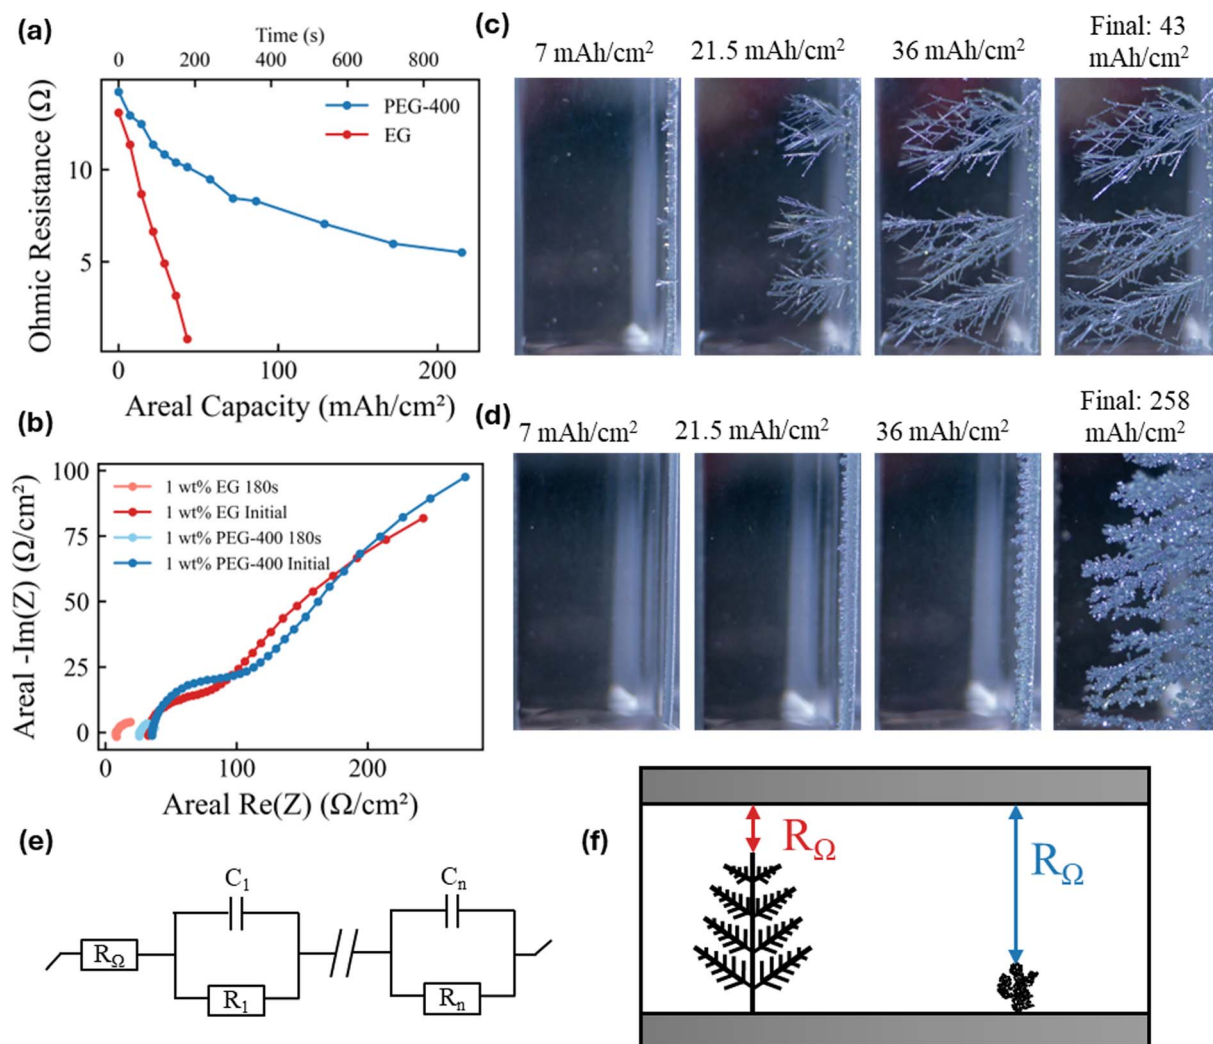 (a)
Time (s)
0 200 400 600 800
Ohmic Resistance (Ω)
10
5
PEG-400
EG
0 100 200
Areal Capacity (mAh/cm²)
(b)
Areal -Im(Z) (Ω/cm²)
100
75
50
25
0
1 wt% EG 180s
1 wt% EG Initial
1 wt% PEG-400 180s
1 wt% PEG-400 Initial
0 100 200
Areal Re(Z) (Ω/cm²)
(c)
7 mAh/cm²
21.5 mAh/cm²
36 mAh/cm²
Final: 43
mAh/cm²
(d)
7 mAh/cm²
21.5 mAh/cm²
36 mAh/cm²
Final: 258
mAh/cm²
(e)
C₁
Cₙ
R_Ω
R₁
Rₙ
(f)
R_Ω
R_Ω